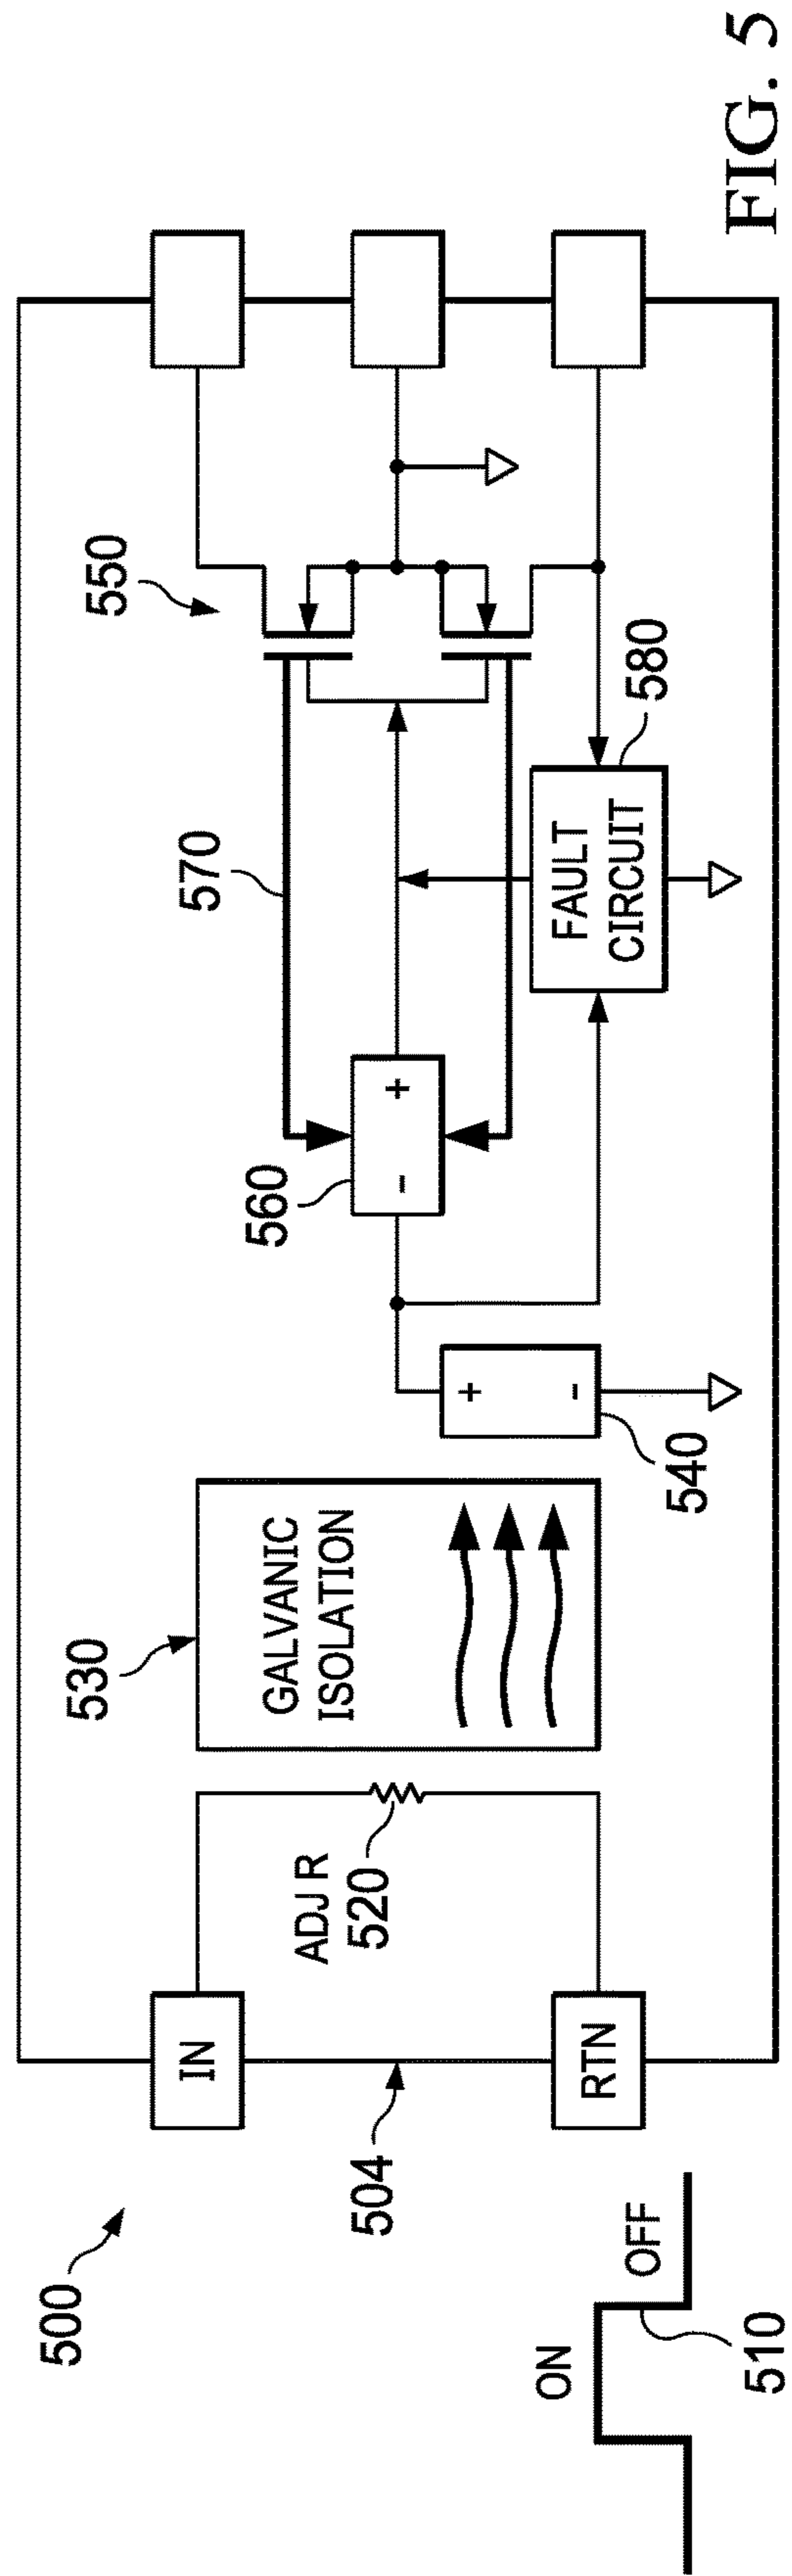 500
504
IN
RTN
ON
OFF
510
ADJ R
520
530
GALVANIC
ISOLATION
+
-
540
560
-
+
570
550
FAULT
CIRCUIT
580
FIG. 5